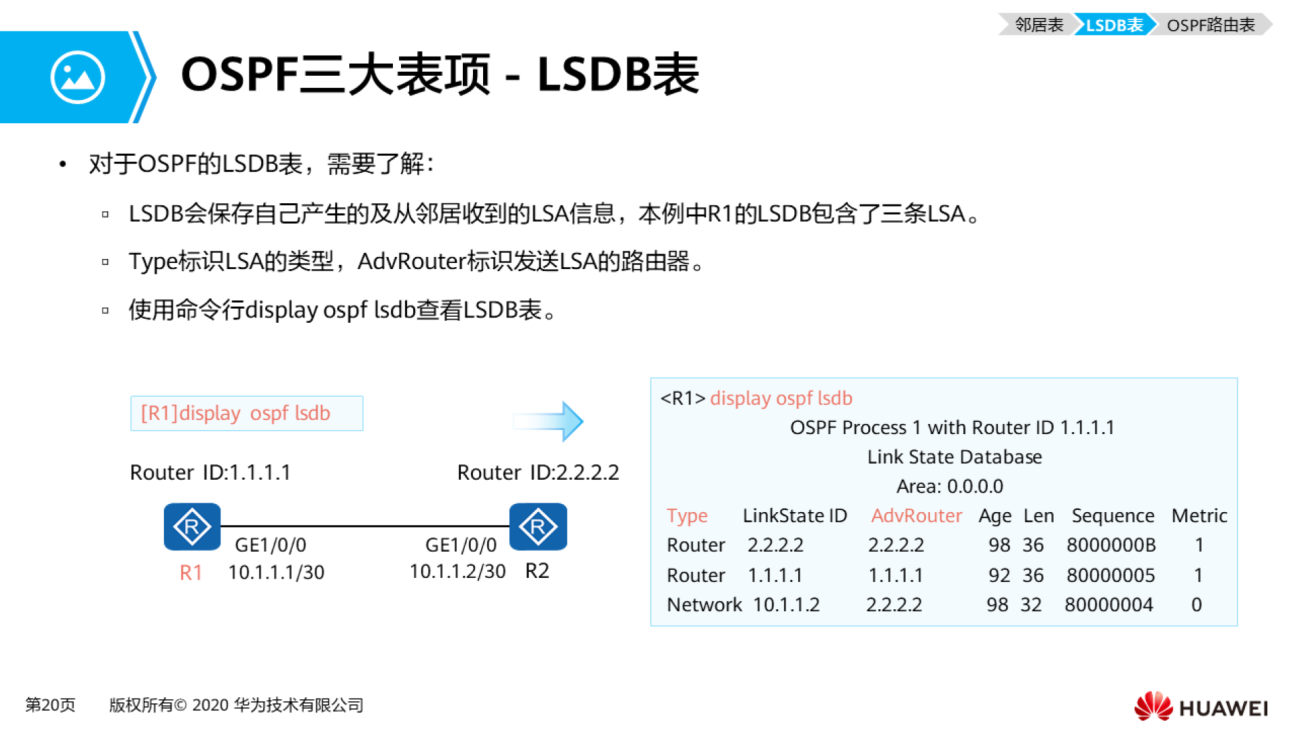 邻居表 LSDB表 OSPF路由表
OSPF三大表项 - LSDB表
• 对于OSPF的LSDB表，需要了解：
▫ LSDB会保存自己产生的及从邻居收到的LSA信息，本例中R1的LSDB包含了三条LSA。
▫ Type标识LSA的类型，AdvRouter标识发送LSA的路由器。
▫ 使用命令行display ospf lsdb查看LSDB表。
[R1]display ospf lsdb
Router ID:1.1.1.1 Router ID:2.2.2.2
R R
GE1/0/0 GE1/0/0
R1 10.1.1.1/30 10.1.1.2/30 R2
<R1> display ospf lsdb
OSPF Process 1 with Router ID 1.1.1.1
Link State Database
Area: 0.0.0.0
Type LinkState ID AdvRouter Age Len Sequence Metric
Router 2.2.2.2 2.2.2.2 98 36 8000000B 1
Router 1.1.1.1 1.1.1.1 92 36 80000005 1
Network 10.1.1.2 2.2.2.2 98 32 80000004 0
第20页 版权所有© 2020 华为技术有限公司
HUAWEI